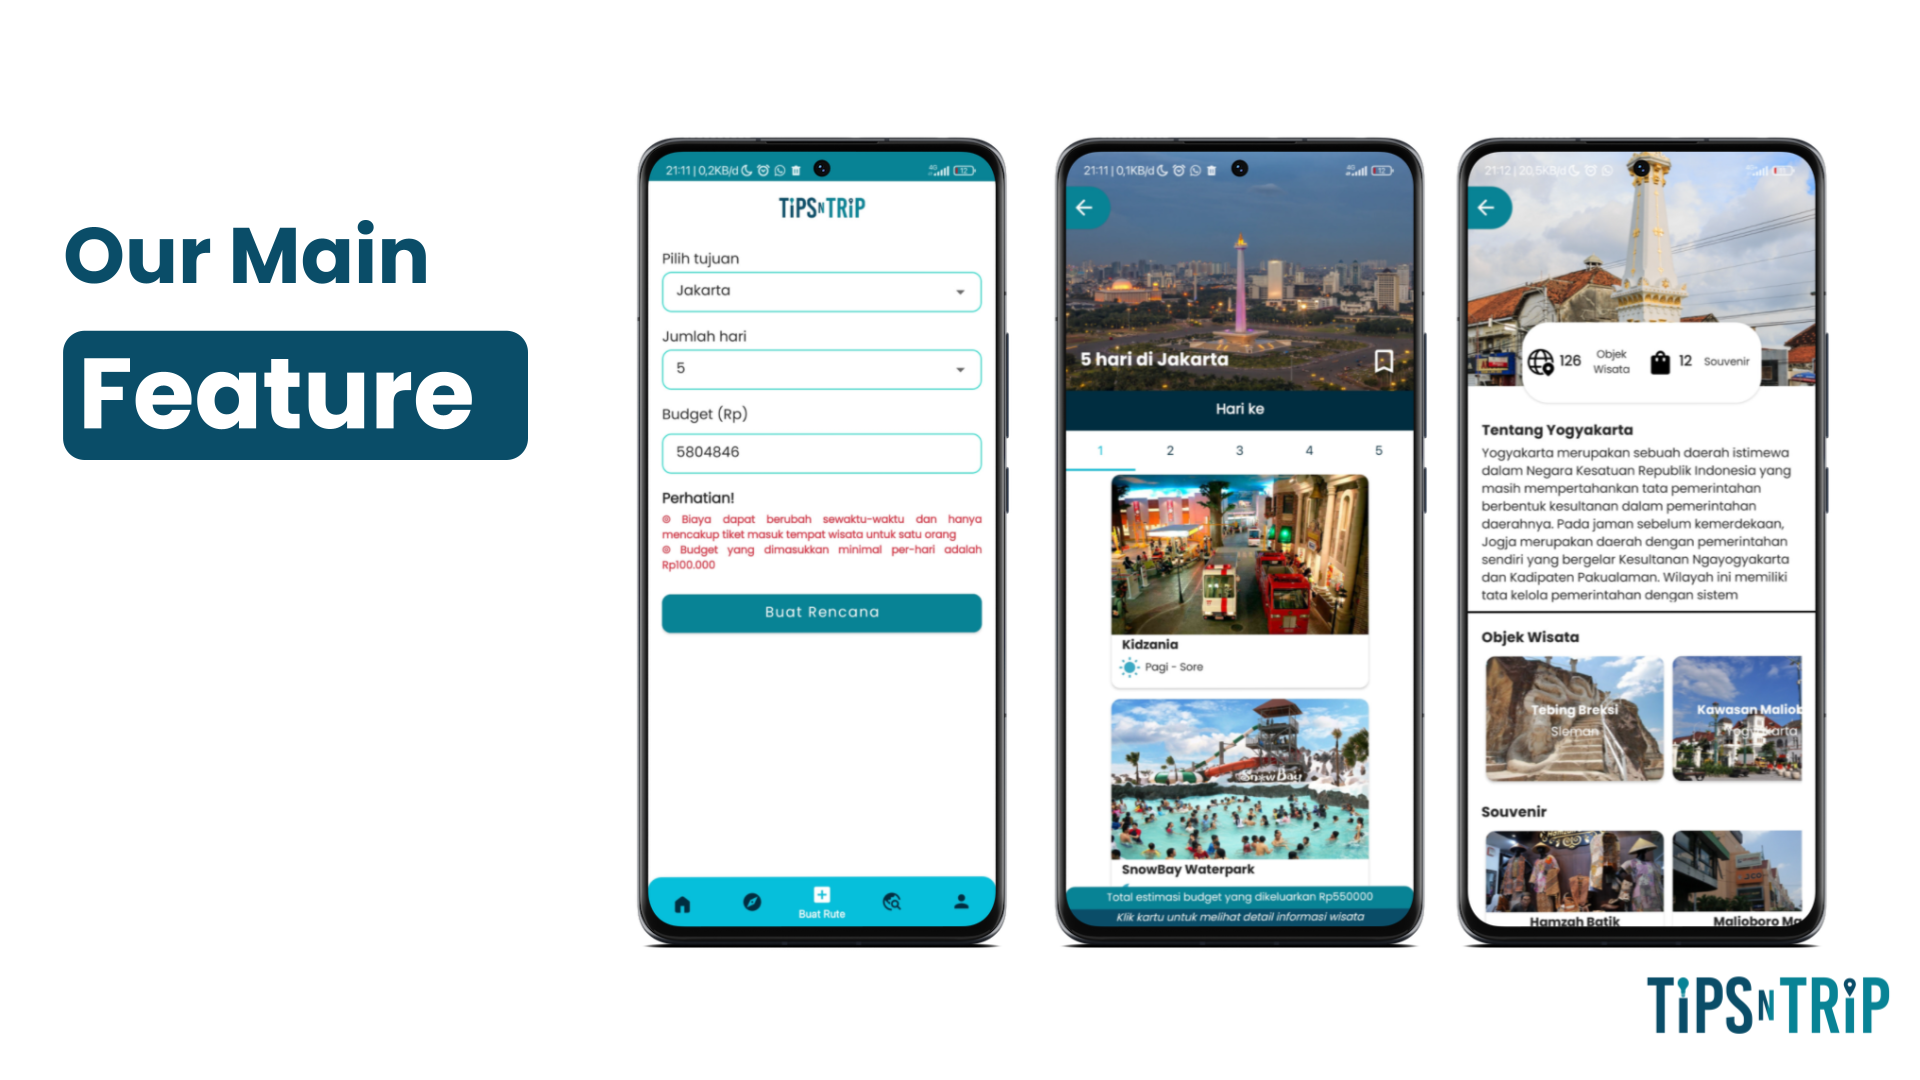 Our Main
Feature
21:11 | 0,2KB/d
TiPSNTRiP
Pilih tujuan
Jakarta
Jumlah hari
5
Budget (Rp)
5804846
Perhatian!
Biaya dapat berubah sewaktu-waktu dan hanya
mencakup tiket masuk tempat wisata untuk satu orang
Budget yang dimasukkan minimal per-hari adalah
Rp100.000
Buat Rencana
Buat Rute
21:11 | 0,1KB/d
5 hari di Jakarta
Hari ke
1 2 3 4 5
Kidzania
Pagi - Sore
SnowBay
SnowBay Waterpark
Total estimasi budget yang dikeluarkan Rp550000
Klik kartu untuk melihat detail informasi wisata
21:12 | 20,5KB/d
126 Objek Wisata 12 Souvenir
Tentang Yogyakarta
Yogyakarta merupakan sebuah daerah istimewa
dalam Negara Kesatuan Republik Indonesia yang
masih mempertahankan tata pemerintahan
berbentuk kesultanan dalam pemerintahan
daerahnya. Pada jaman sebelum kemerdekaan,
Jogja merupakan daerah dengan pemerintahan
sendiri yang bergelar Kesultanan Ngayogyakarta
dan Kadipaten Pakualaman. Wilayah ini memiliki
tata kelola pemerintahan dengan sistem
Objek Wisata
Tebing Breksi
Sleman
Kawasan Maliob
Yogyakarta
Souvenir
Hamzah Batik
Malioboro Ma
TiPSNTRiP